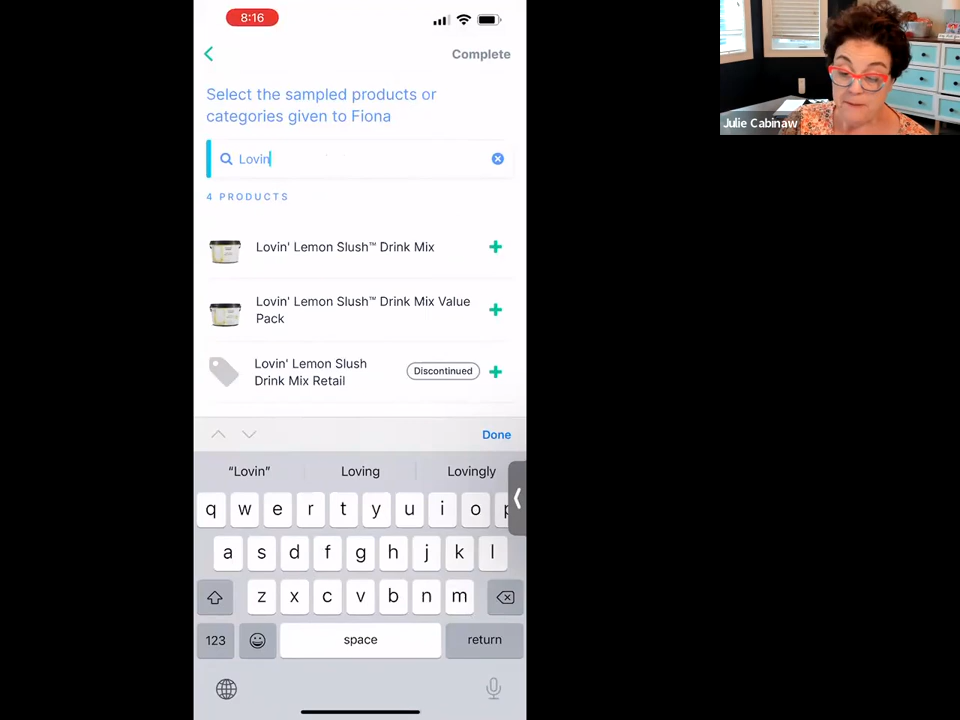 8:16
Complete
Select the sampled products or
categories given to Fiona
Lovin
4 PRODUCTS
Lovin' Lemon Slush™ Drink Mix
Lovin' Lemon Slush™ Drink Mix Value
Pack
Lovin' Lemon Slush
Drink Mix Retail
Discontinued
Done
“Lovin” Loving Lovingly
q w e r t y u i o p
a s d f g h j k l
z x c v b n m
123 space return
Julie Cabinaw